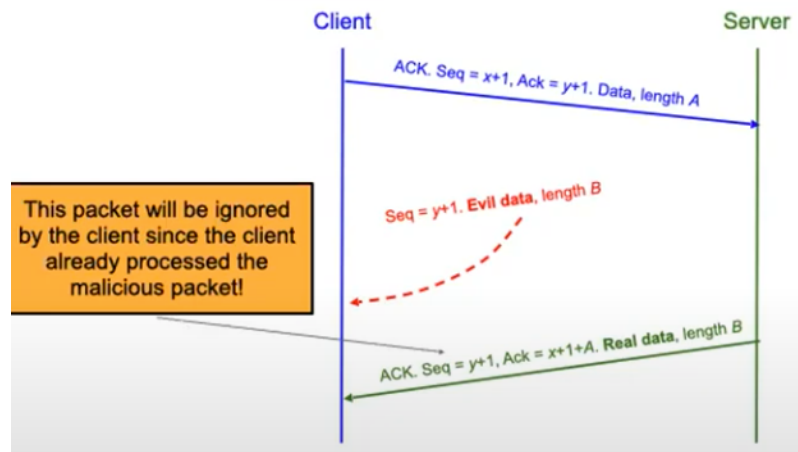 Client
Server
ACK. Seq = x+1, Ack = y+1. Data, length A
Seq = y+1. Evil data, length B
This packet will be ignored
by the client since the client
already processed the
malicious packet!
ACK. Seq = y+1, Ack = x+1+A. Real data, length B